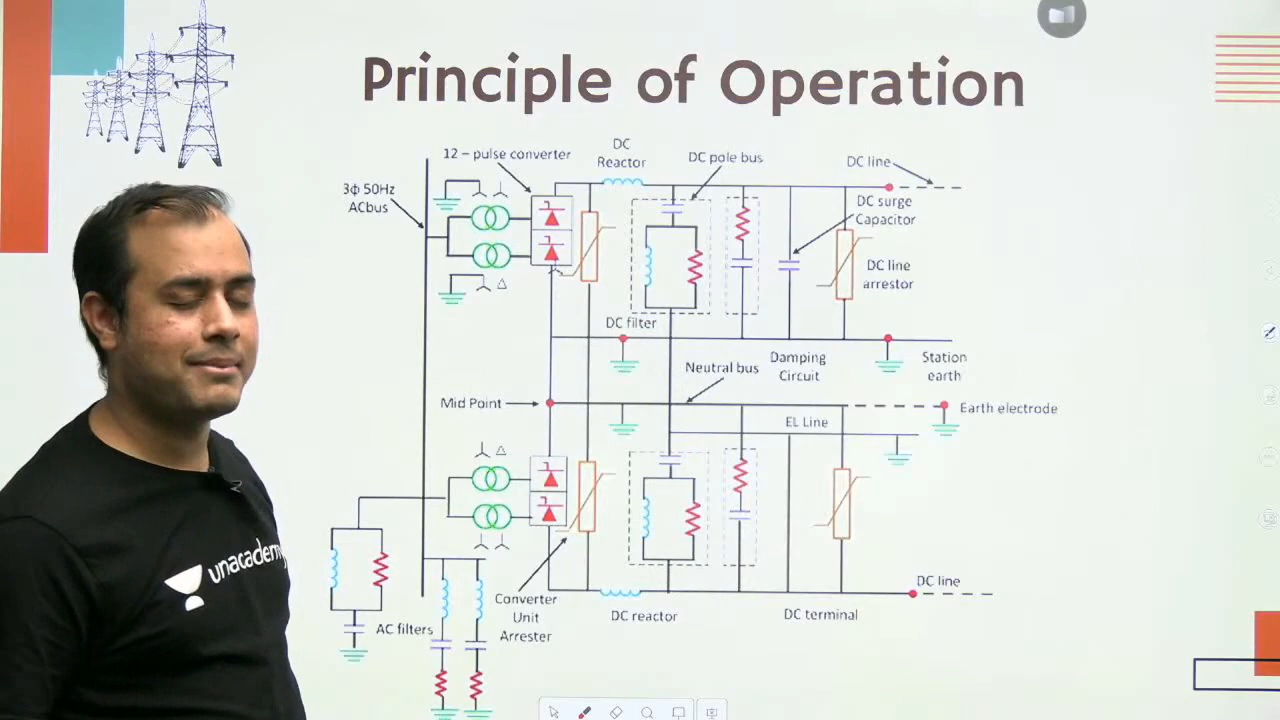 Principle of Operation
12 – pulse converter
DC
Reactor
DC pole bus
DC line
3ф 50Hz
ACbus
DC surge
Capacitor
DC line
arrestor
DC filter
Damping
Circuit
Station
earth
Neutral bus
Mid Point
Earth electrode
EL Line
Converter
Unit
Arrester
DC line
DC reactor
DC terminal
AC filters
unacademy